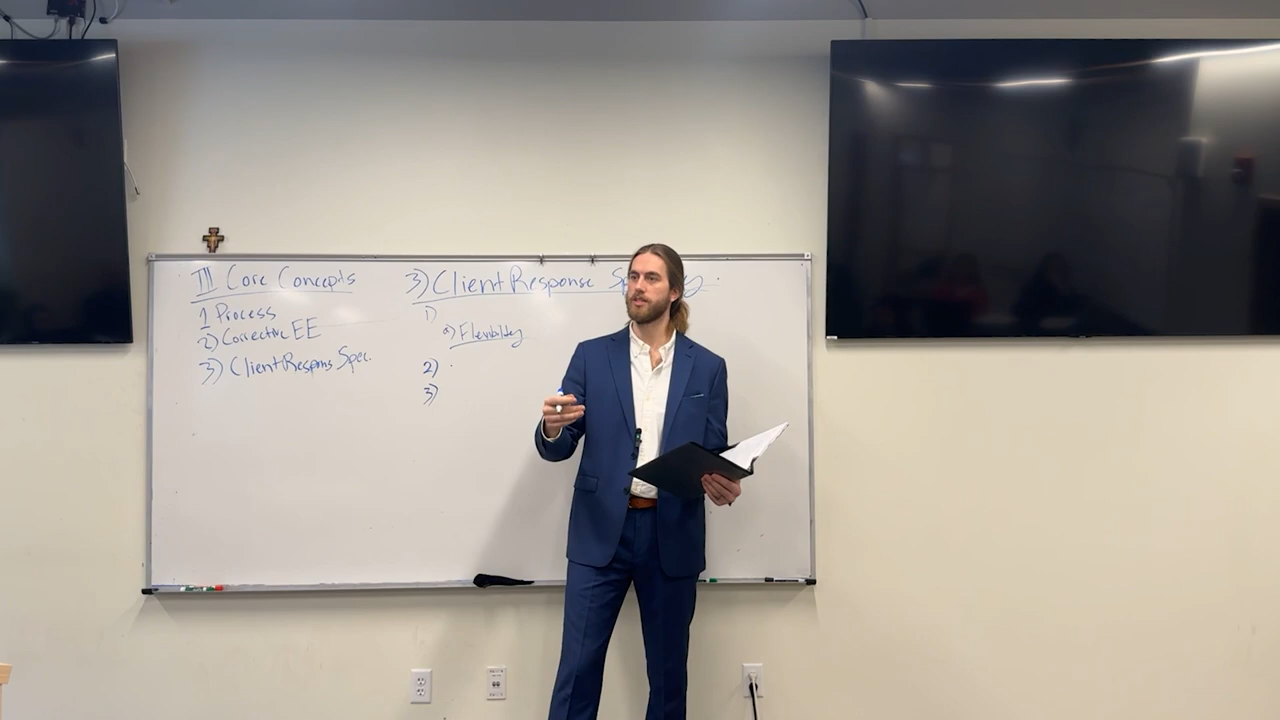 III Core Concepts
1 Process
2) Corrective EE
3) Client Respons Spec.
3) Client Response
1)
a) Flexibility
2)
3)